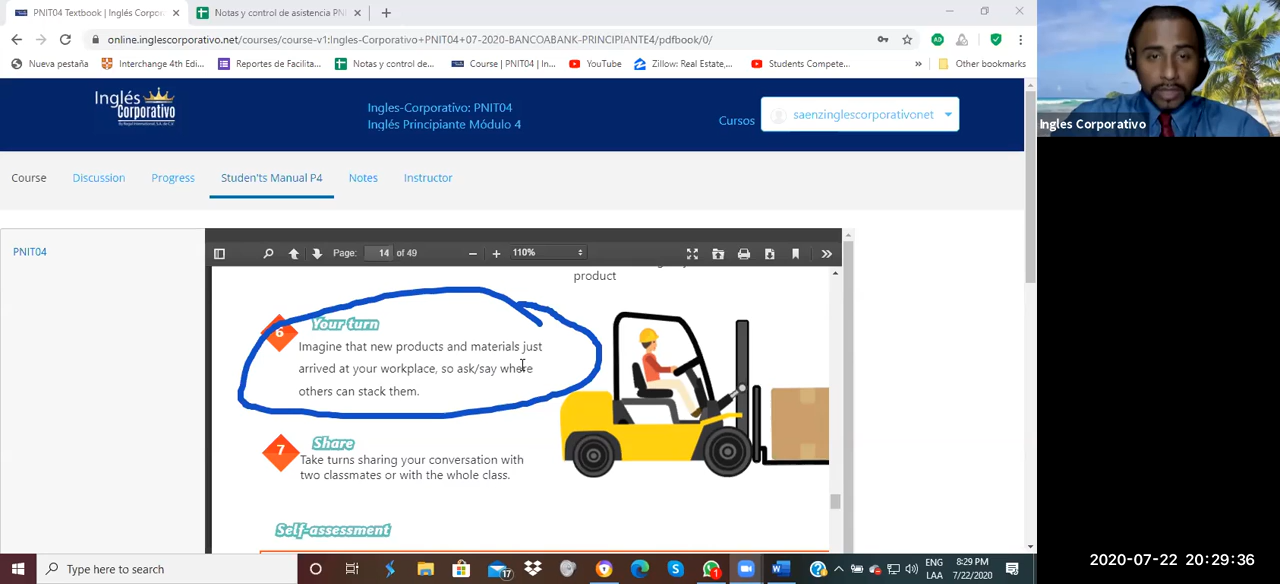 PNIT04 Textbook | Ingles Corpor
Notas y control de asistencia PNI
online.inglescorporativo.net/courses/course-v1:Ingles-Corporativo+PNIT04+07-2020-BANCOABANK-PRINCIPIANTE4/pdfbook/0/
Nueva pestaña
Interchange 4th Edi...
Reportes de Facilita...
Notas y control de...
Course | PNIT04 | In...
YouTube
Zillow: Real Estate,...
Students Compete...
»
Other bookmarks
Inglés
Corporativo
Ingles-Corporativo: PNIT04
Inglés Principiante Módulo 4
Cursos
saenzinglescorporativonet
Ingles Corporativo
Course
Discussion
Progress
Studen'ts Manual P4
Notes
Instructor
PNIT04
Page: 14 of 49
110%
product
6 Your turn
Imagine that new products and materials just
arrived at your workplace, so ask/say where
others can stack them.
7 Share
Take turns sharing your conversation with
two classmates or with the whole class.
Self-assessment
Type here to search
17
1
ENG
LAA
8:29 PM
7/22/2020
2020-07-22 20:29:36